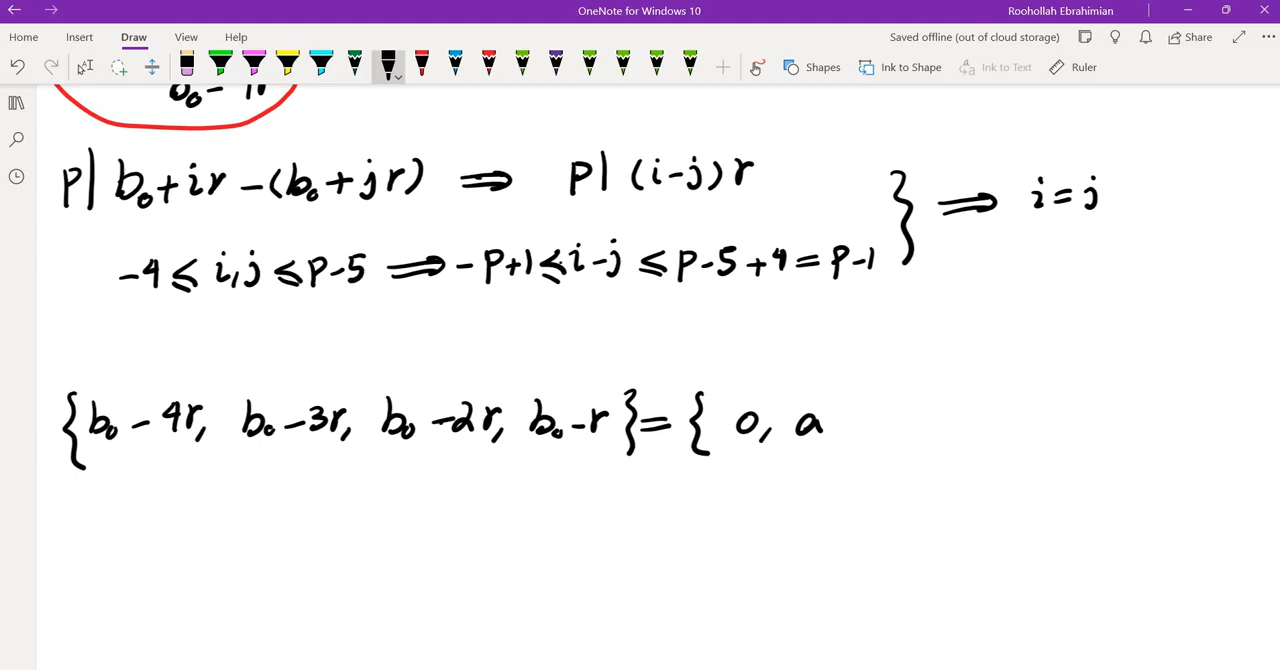 OneNote for Windows 10
Roohollah Ebrahimian
Home Insert Draw View Help
Saved offline (out of cloud storage)
Share
Shapes
Ink to Shape
Ink to Text
Ruler
p| b₀+ir -(b₀+jr) ⟹ p| (i-j)r
} ⟹ i=j
-4 ≤ i,j ≤ p-5 ⟹ -p+1 ≤ i-j ≤ p-5+4 = p-1
{b₀-4r, b₀-3r, b₀-2r, b₀-r} = { 0, a